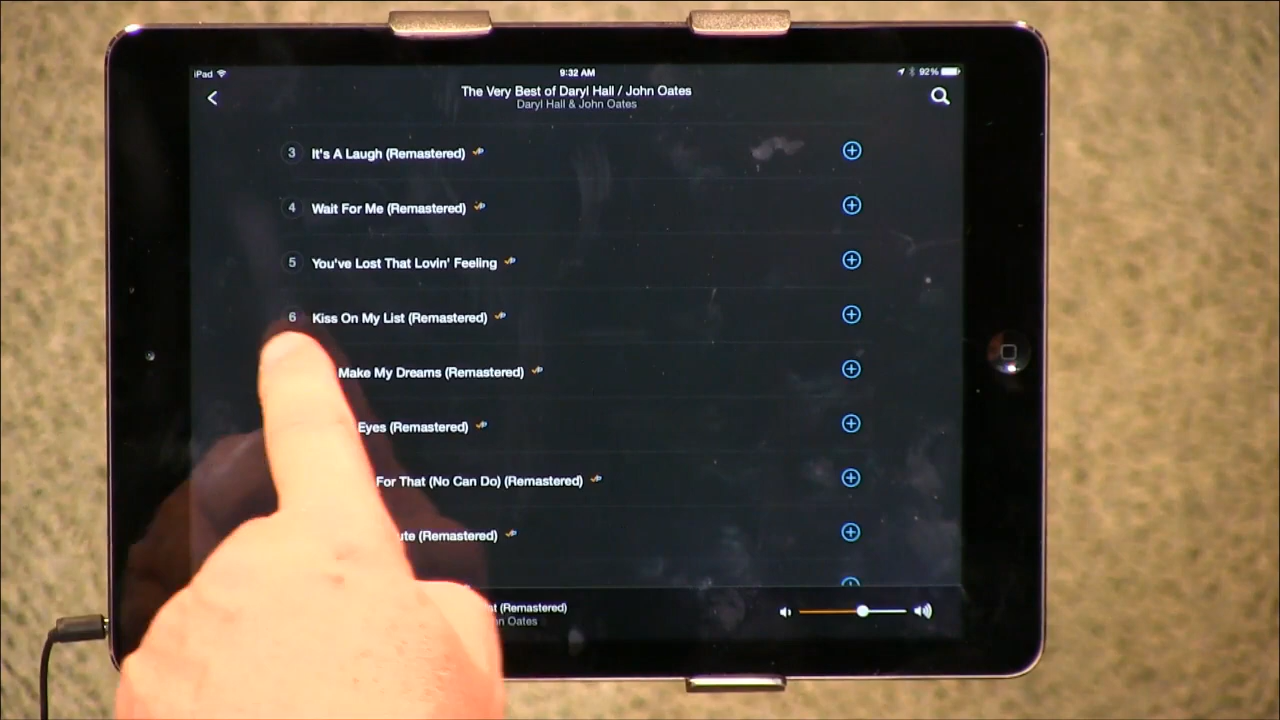 iPad 9:32 AM 92%
The Very Best of Daryl Hall / John Oates
Daryl Hall & John Oates
3 It's A Laugh (Remastered)
4 Wait For Me (Remastered)
5 You've Lost That Lovin' Feeling
6 Kiss On My List (Remastered)
Make My Dreams (Remastered)
Eyes (Remastered)
For That (No Can Do) (Remastered)
ute (Remastered)
st (Remastered)
hn Oates